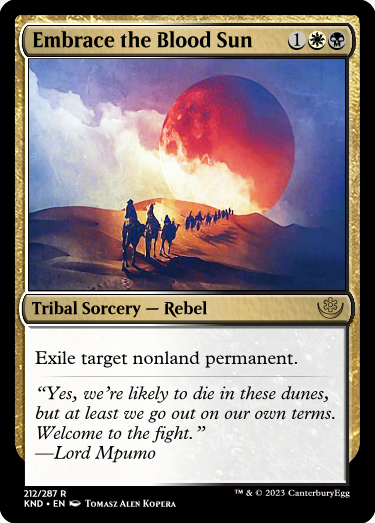 Embrace the Blood Sun 1
Tribal Sorcery — Rebel
Exile target nonland permanent.
“Yes, we’re likely to die in these dunes,
but at least we go out on our own terms.
Welcome to the fight.”
—Lord Mpumo
212/287 R
KND • EN Tomasz Alen Kopera
™ & © 2023 CanterburyEgg